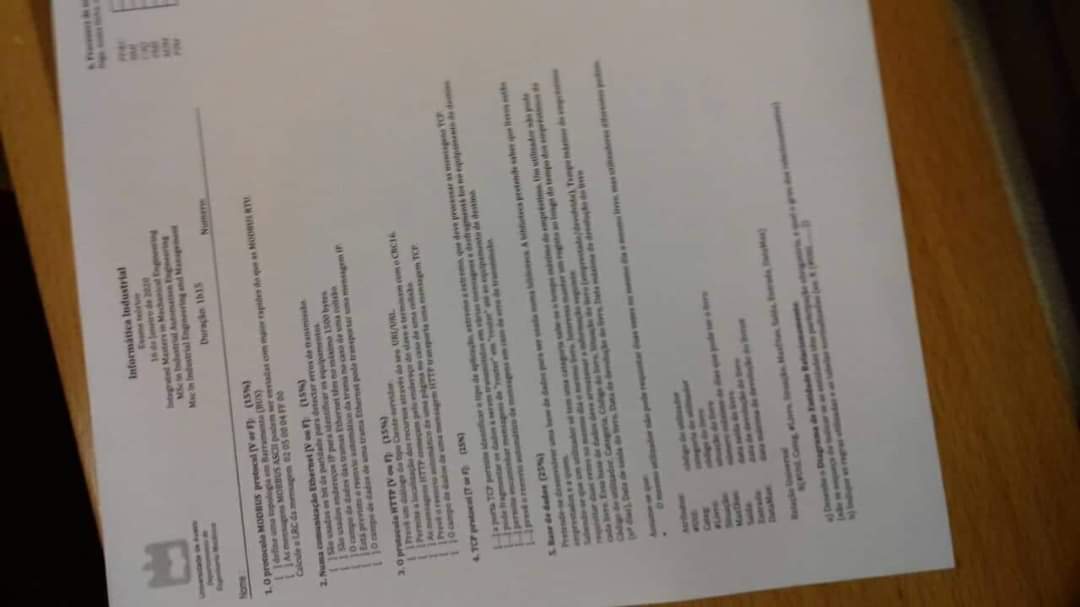 Informática Industrial
Exame teórico
16 de Janeiro de 2020
Integrated Masters in Mechanical Engineering
MSc in Industrial Automation Engineering
Msc in Industrial Engineering and Management
Duração: 1h15
Universidade de Aveiro
Departamento de
Engenharia Mecânica
Nome :
Numero:
1. O protocolo MODBUS protocol [V or F]: (15%)
[ ] define uma topologia em Barramento (BUS)
[ ] As mensagens MORBUS ASCII podem ser enviadas com maior rapidez do que as MODBUS RTU
Calcule o LRC da mensagem 02 05 00 04 FF 00
2. Numa comunicação Ethernet [V ou F]: (15%)
[ ] São usados os bit de paridade para detectar erros de transmissão.
[ ] São usados endereços IP para identificar os equipamentos.
[ ] O campo de dados das tramas Ethernet têm no máximo 1500 bytes
[ ] Está previsto o reenvio automático da trama no caso de uma colisão
[ ] O campo de dados de uma trama Ethernet pode transportar uma mensagem IP
3. O protocolo HTTP [V ou F]: (15%)
[ ] Prevê um diálogo do tipo Cliente-servidor.
[ ] Permite a localização dos recursos através do seu URI/URL.
[ ] As mensagens HTTP começam pelo endereço do slave e terminam com o CRC16.
[ ] Prevê o reenvio automático de uma página no caso de uma colisão
[ ] O campo de dados de uma mensagem HTTP transporta uma mensagem TCP.
4. TCP protocol [T or F]: (15%)
[...] a porta TCP permite identificar o tipo de aplicação, extremo a extremo, que deve processar as mensagens TCP
[...] pode fragmentar os dados a serem transmitidos em várias mensagens e desfragmentá-los no equipamento de destino
[...] permite encaminhar mensagens de "router" em "router" até ao equipamento de destino.
[...] prevê o reenvio automático de mensagens em caso de erro de transmissão.
5. Base de dados (25%)
Pretende-se desenvolver uma base de dados para ser usada numa biblioteca. A biblioteca pretende saber que livros estão
emprestados e a quem.
Sabendo-se que um utilizador só tem uma categoria sabe-se o tempo máximo do empréstimo. Um utilizador não pode
requisitar duas vezes no mesmo dia o mesmo livro. Interessa manter um registo ao longo do tempo dos empréstimos de
cada livro. Essa base de dados deve armazenar a informação seguinte:
Código do utilizador, Categoria, Código do livro, Situação do livro (emprestado/devolvido), Tempo máximo do empréstimo
(nº dias), Data de saída do livro, Data de devolução do livro, Data máxima de devolução do livro
Assume-se que:
• O mesmo utilizador não pode requisitar duas vezes no mesmo dia o mesmo livro, mas utilizadores diferentes podem.
Atributos:
#Util: código do utilizador
Categ: categoria do utilizador
#Livro: código do livro
Situação: situação do livro
MaxDias: número máximo de dias que pode ter o livro
Saída: data saída do livro
Entrada: data de devolução do livro
DataMax: data máxima de devolução do livros
Relação Universal
R(#Util, Categ, #Livro, Situação, MaxDias, Saída, Entrada, DataMax)
a) Desenhe o Diagrama de Entidade Relacionamento
(não se esqueça de indicar se as entidades têm participação obrigatória, e qual o grau dos relacionamentos)
b) Indique as regras utilizadas e as tabelas normalizadas (ex: R (#Util, ...... ))